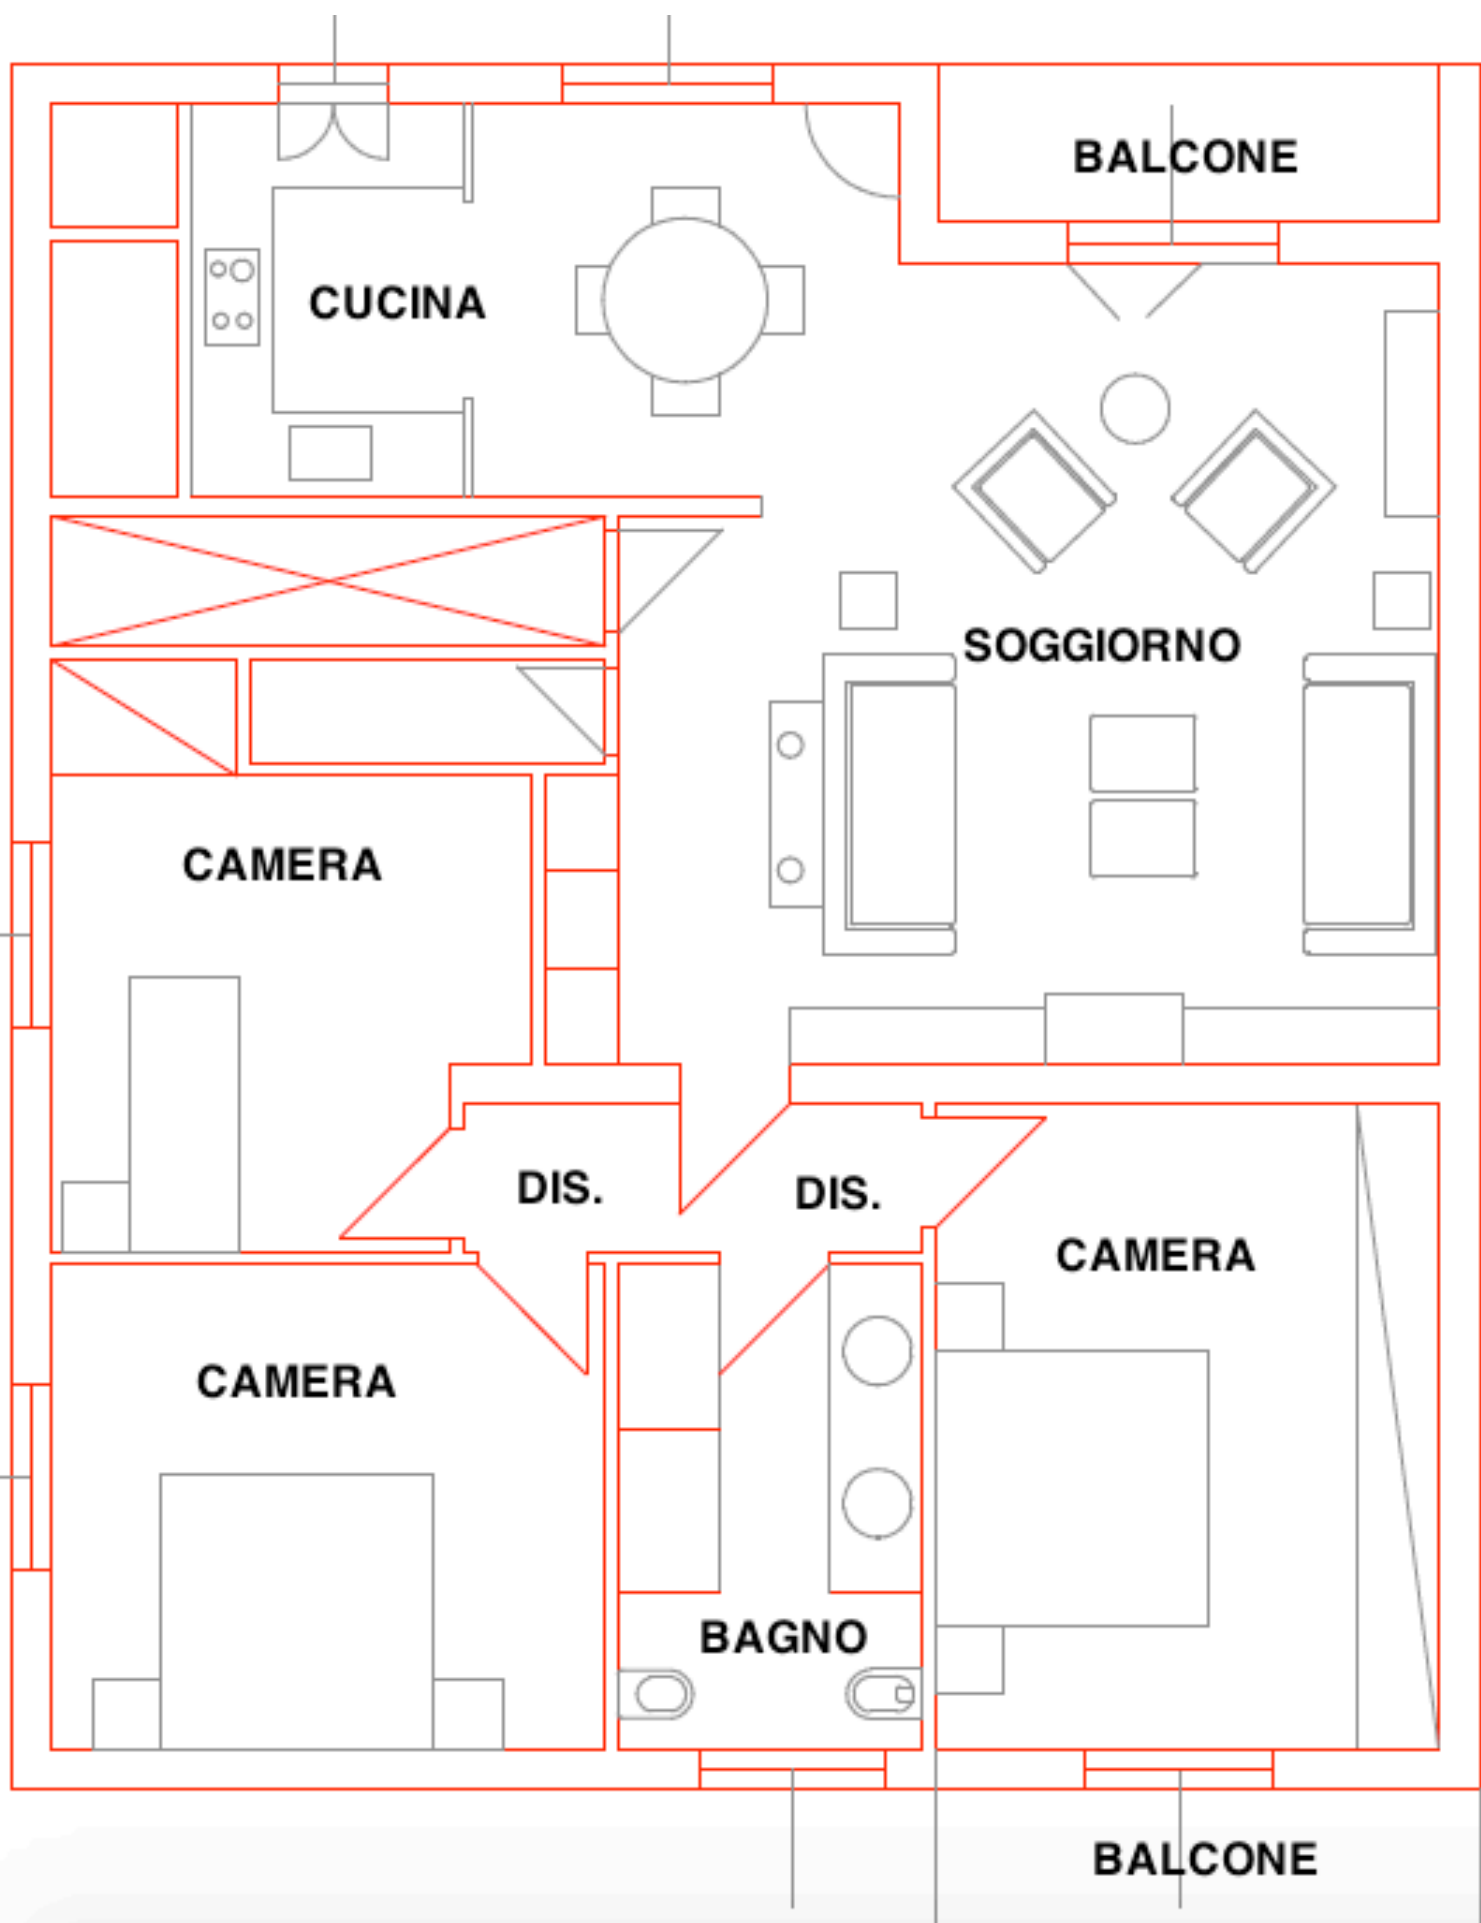 BALCONE
CUCINA
SOGGIORNO
CAMERA
DIS.
DIS.
CAMERA
CAMERA
BAGNO
BALCONE